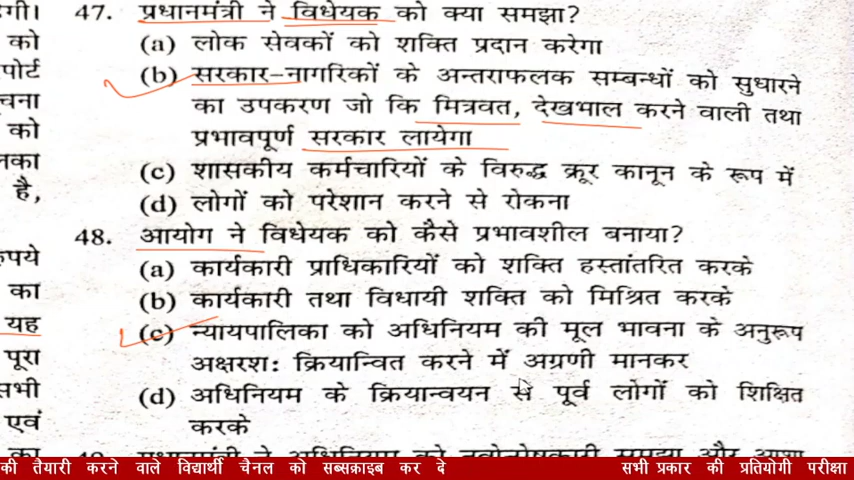 47. प्रधानमंत्री ने विधेयक को क्या समझा?
(a) लोक सेवकों को शक्ति प्रदान करेगा
(b) सरकार-नागरिकों के अन्तराफलक सम्बन्धों को सुधारने
का उपकरण जो कि मित्रवत, देखभाल करने वाली तथा
प्रभावपूर्ण सरकार लायेगा
(c) शासकीय कर्मचारियों के विरुद्ध क्रूर कानून के रूप में
(d) लोगों को परेशान करने से रोकना
48. आयोग ने विधेयक को कैसे प्रभावशील बनाया?
(a) कार्यकारी प्राधिकारियों को शक्ति हस्तांतरित करके
(b) कार्यकारी तथा विधायी शक्ति को मिश्रित करके
(c) न्यायपालिका को अधिनियम की मूल भावना के अनुरूप
अक्षरश: क्रियान्वित करने में अग्रणी मानकर
(d) अधिनियम के क्रियान्वयन से पूर्व लोगों को शिक्षित
करके
को
है,
का
यह
पूरा
एवं
की तैयारी करने वाले विद्यार्थी चैनल को सब्सक्राइब कर दे
सभी प्रकार की प्रतियोगी परीक्षा